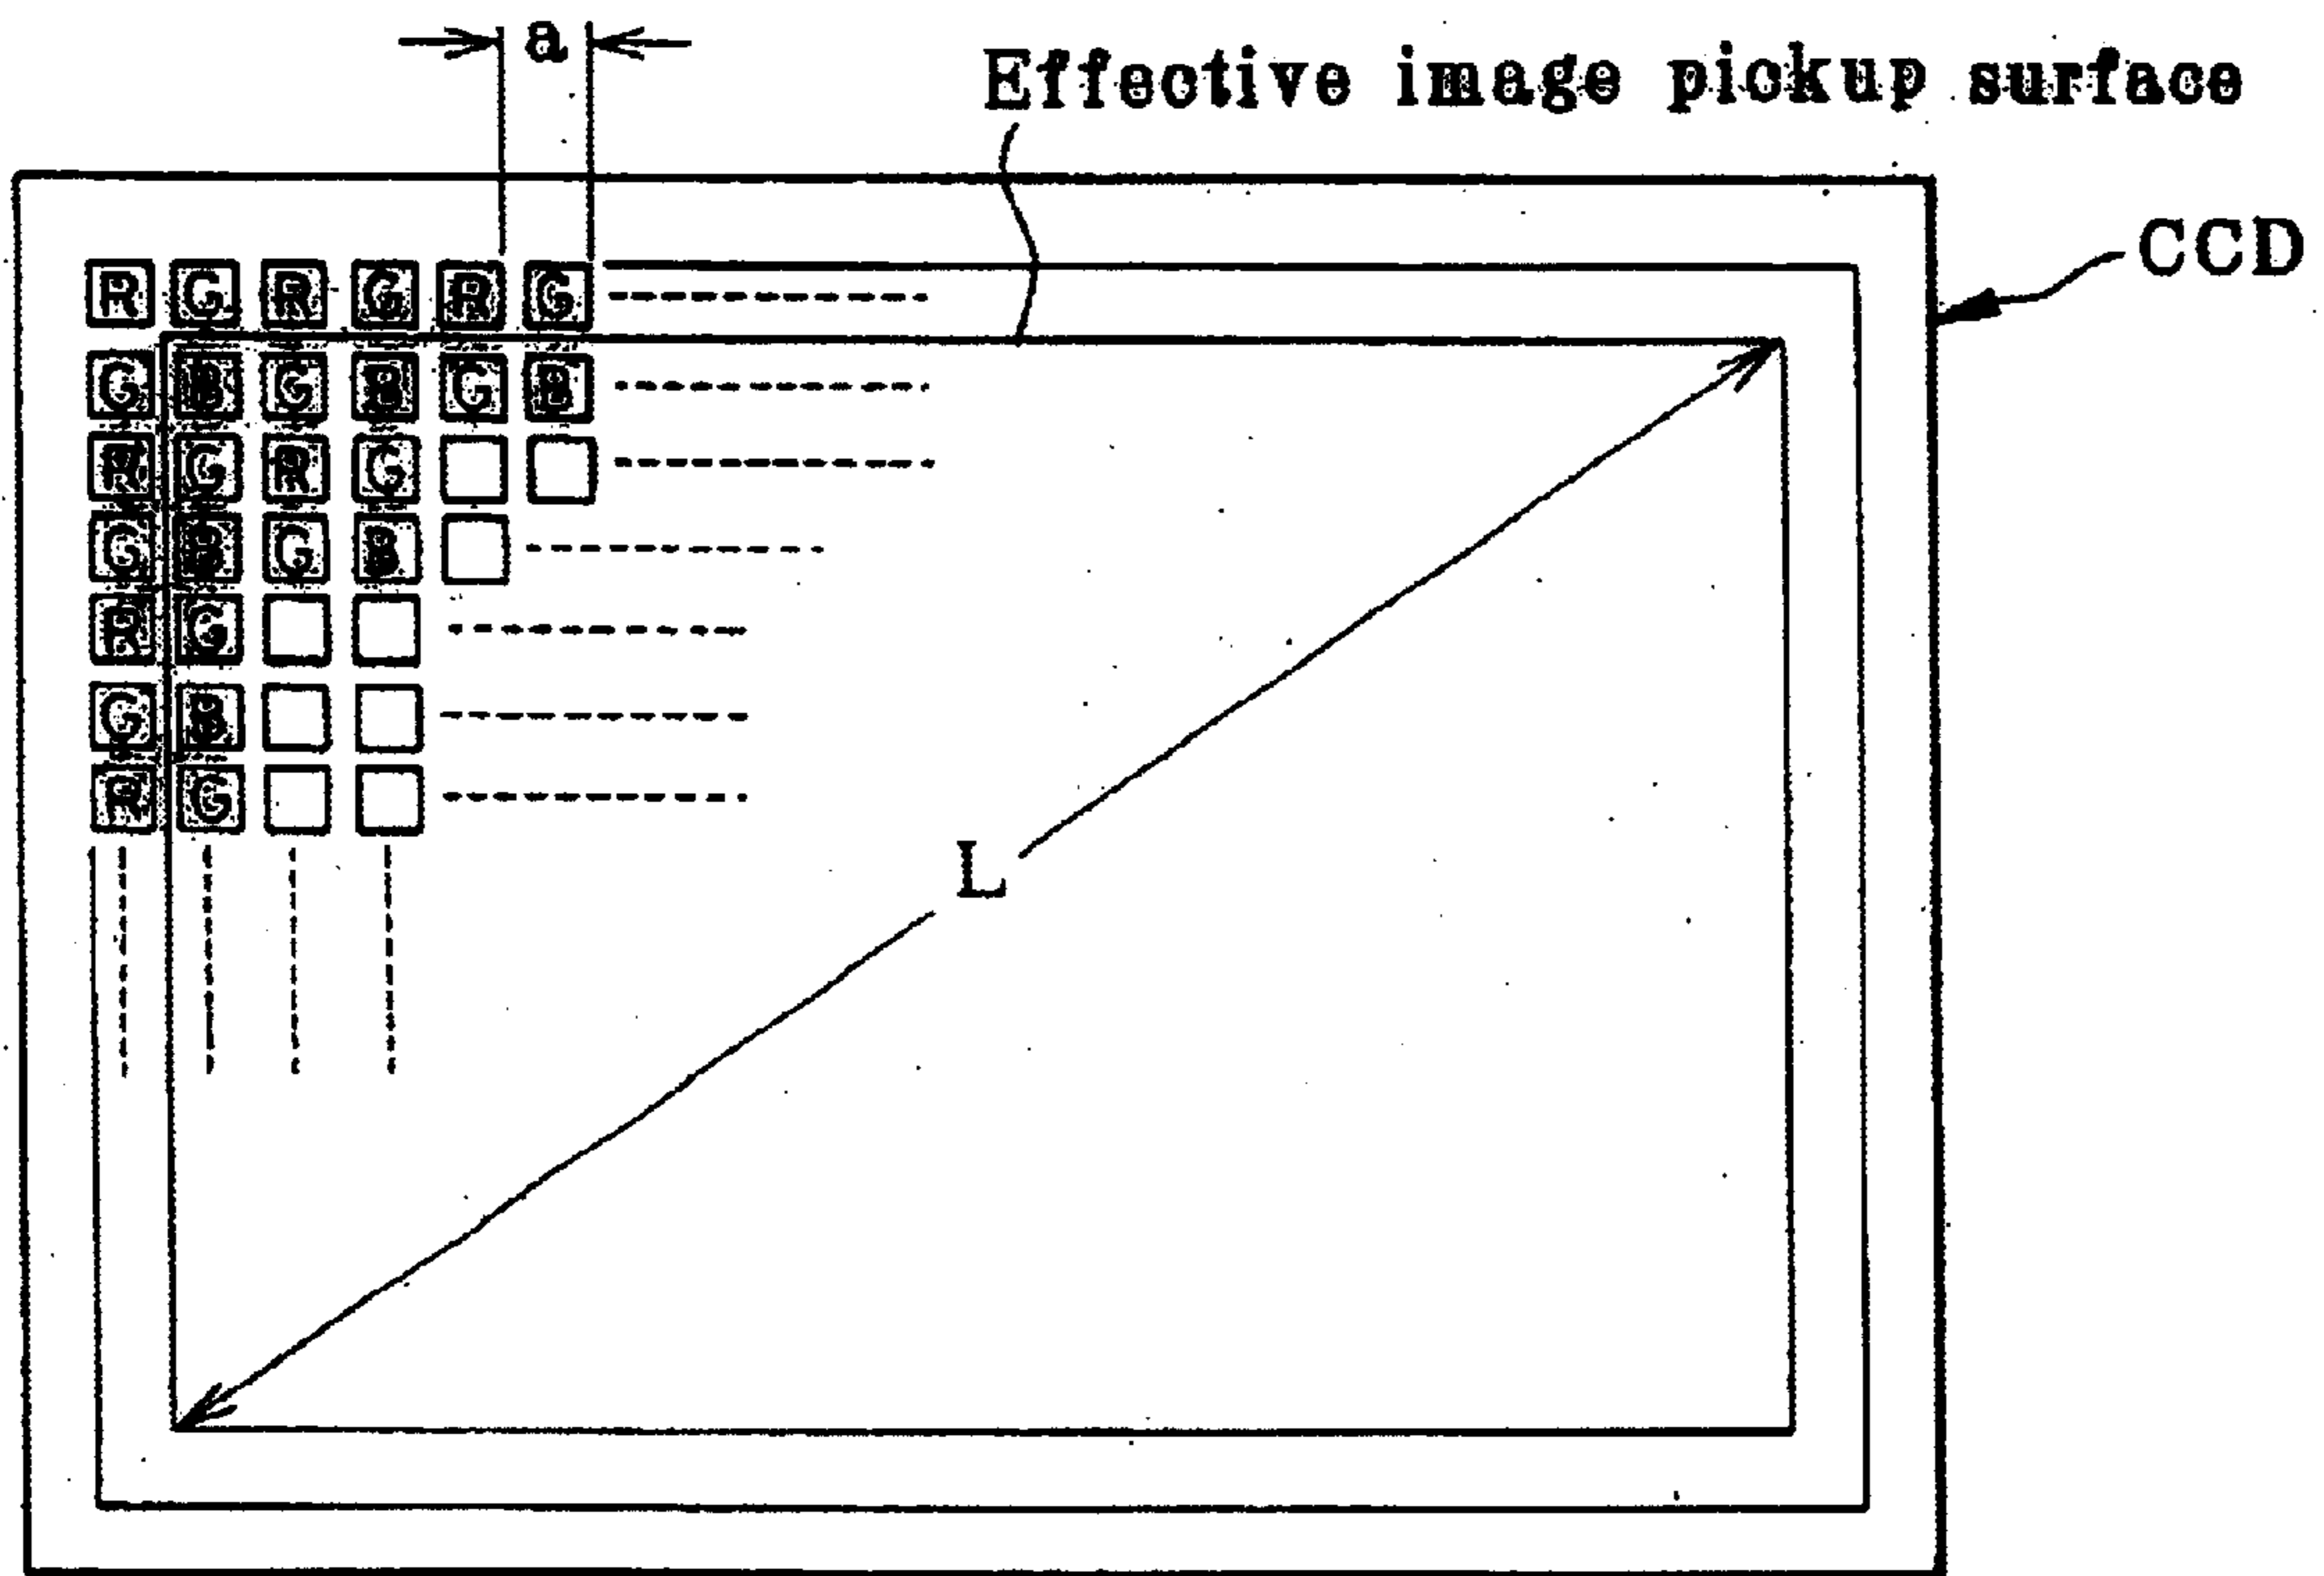 a
Effective image pickup surface
CCD
R G R G R G
G B G B G B
R G R G
G B G B
R G
G B
R G
L